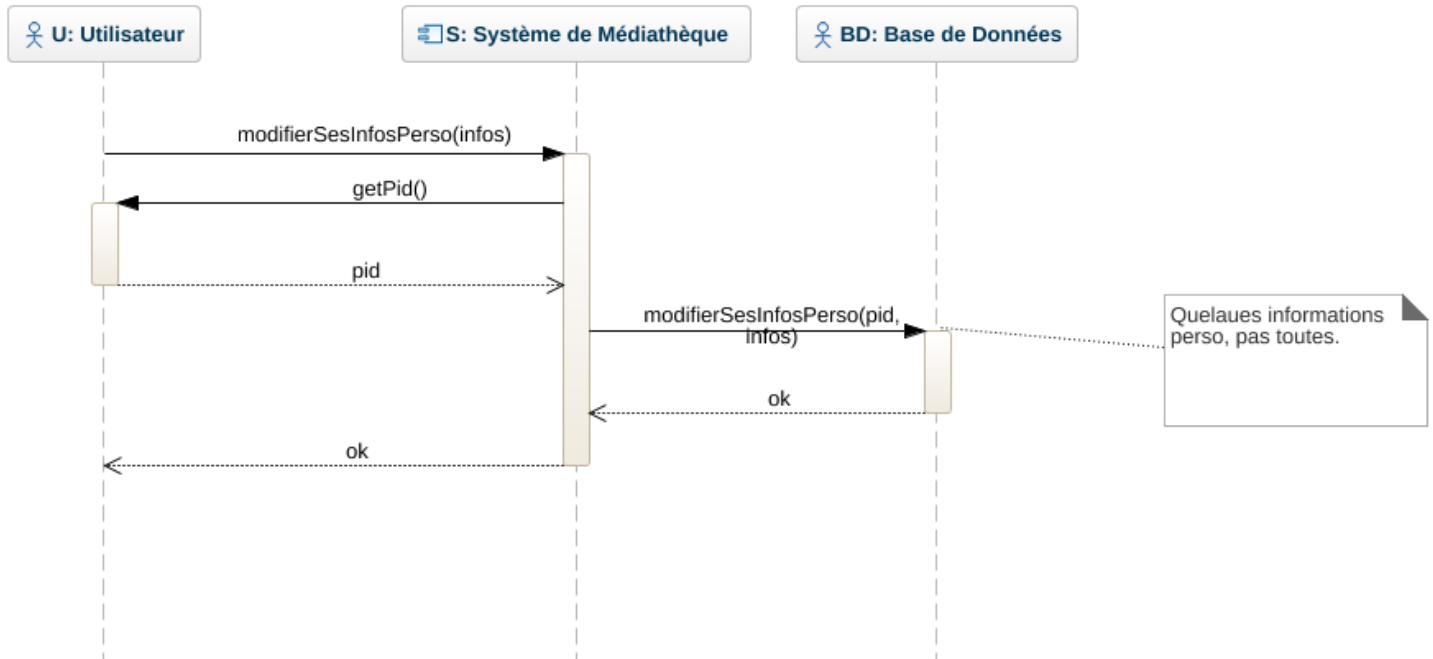 U: Utilisateur
S: Système de Médiathèque
BD: Base de Données
modifierSesInfosPerso(infos)
getPid()
pid
modifierSesInfosPerso(pid,
infos)
Quelaues informations
perso, pas toutes.
ok
ok